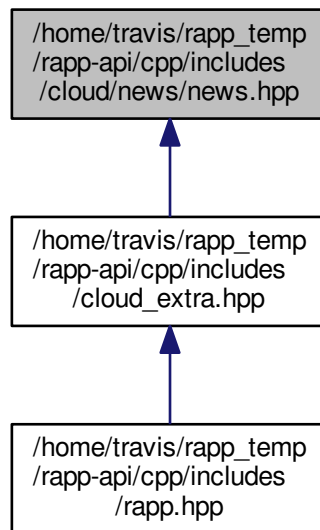 /home/travis/rapp_temp
/rapp-api/cpp/includes
/cloud/news/news.hpp
/home/travis/rapp_temp
/rapp-api/cpp/includes
/cloud_extra.hpp
/home/travis/rapp_temp
/rapp-api/cpp/includes
/rapp.hpp